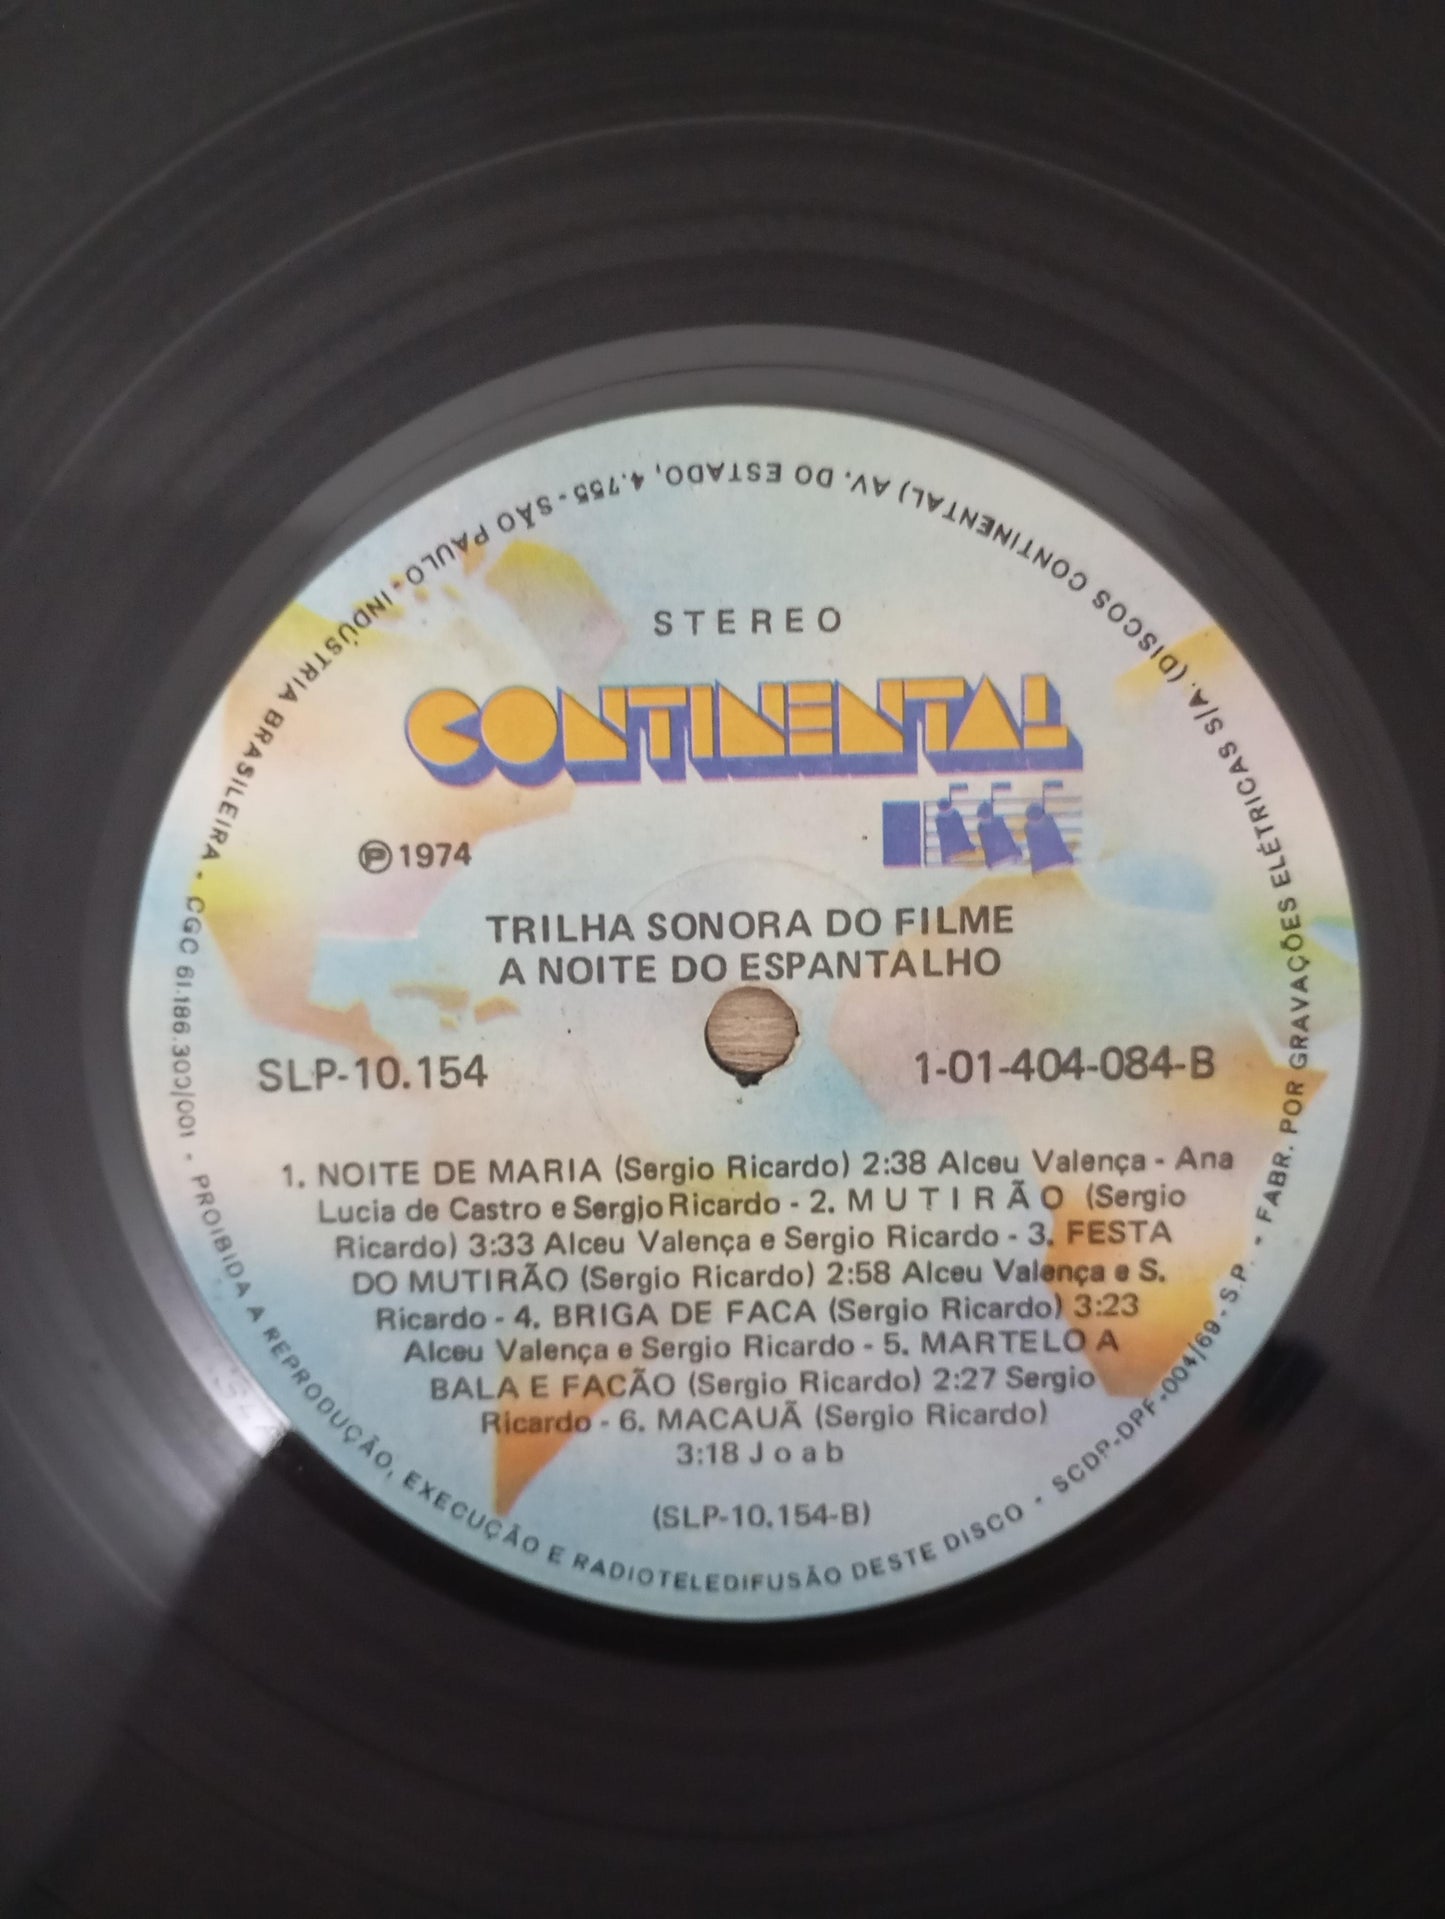 STEREO
CONTINENTAL
Ⓟ 1974
TRILHA SONORA DO FILME
A NOITE DO ESPANTALHO
SLP-10.154
1-01-404-084-B
1. NOITE DE MARIA (Sergio Ricardo) 2:38 Alceu Valença - Ana
Lucia de Castro e Sergio Ricardo - 2. M U T I R Ã O (Sergio
Ricardo) 3:33 Alceu Valença e Sergio Ricardo - 3. FESTA
DO MUTIRÃO (Sergio Ricardo) 2:58 Alceu Valença e S.
Ricardo - 4. BRIGA DE FACA (Sergio Ricardo) 3:23
Alceu Valença e Sergio Ricardo - 5. MARTELO A
BALA E FACÃO (Sergio Ricardo) 2:27 Sergio
Ricardo - 6. MACAUÃ (Sergio Ricardo)
3:18 J o a b
(SLP-10.154-B)
FABR. POR GRAVAÇÕES ELÉTRICAS S/A. (DISCOS CONTINENTAL) AV. DO ESTADO, 4.755 - SÃO PAULO. INDÚSTRIA BRASILEIRA • CGC 61.186.300/001 • PROIBIDA A REPRODUÇÃO, EXECUÇÃO E RADIOTELEDIFUSÃO DESTE DISCO • SCDP-DPF-004/69 - S.P. •